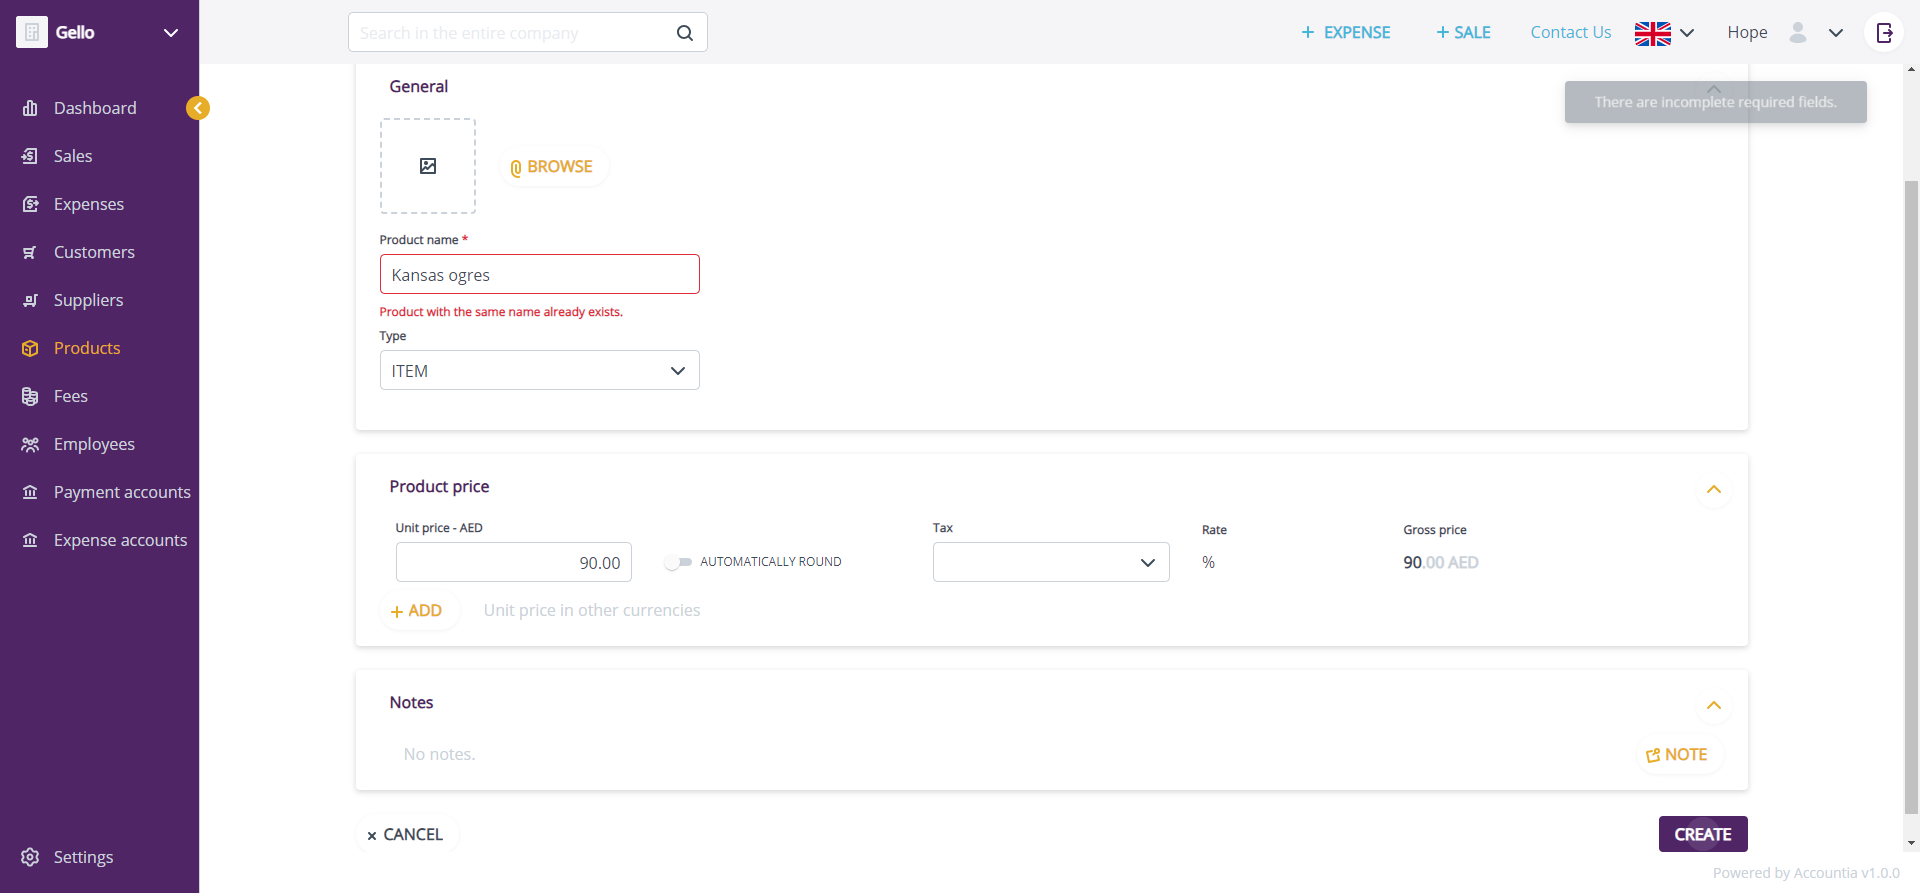 Gello
Search in the entire company
+ EXPENSE
+ SALE
Contact Us
Hope
Dashboard
Sales
Expenses
Customers
Suppliers
Products
Fees
Employees
Payment accounts
Expense accounts
Settings
General
There are incomplete required fields.
BROWSE
Product name *
Kansas ogres
Product with the same name already exists.
Type
ITEM
Product price
Unit price - AED
Tax
Rate
Gross price
90.00
AUTOMATICALLY ROUND
%
90.00 AED
+ ADD
Unit price in other currencies
Notes
No notes.
NOTE
× CANCEL
CREATE
Powered by Accountia v1.0.0